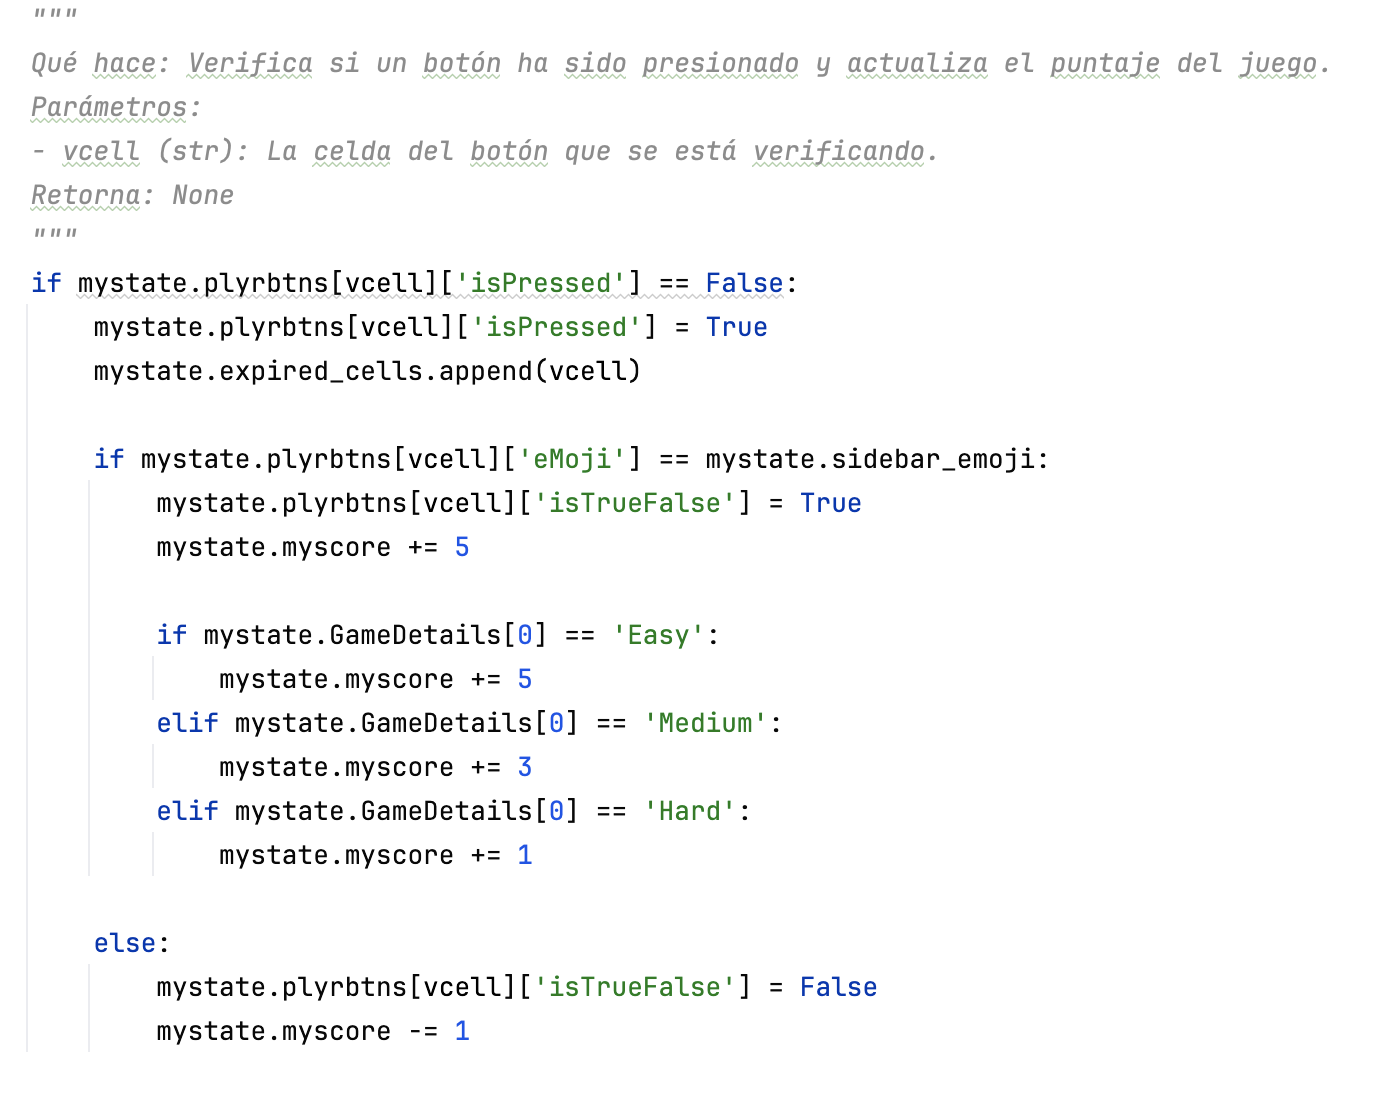 """
Qué hace: Verifica si un botón ha sido presionado y actualiza el puntaje del juego.
Parámetros:
- vcell (str): La celda del botón que se está verificando.
Retorna: None
"""
if mystate.plyrbtns[vcell]['isPressed'] == False:
    mystate.plyrbtns[vcell]['isPressed'] = True
    mystate.expired_cells.append(vcell)
    if mystate.plyrbtns[vcell]['eMoji'] == mystate.sidebar_emoji:
        mystate.plyrbtns[vcell]['isTrueFalse'] = True
        mystate.myscore += 5
        if mystate.GameDetails[0] == 'Easy':
            mystate.myscore += 5
        elif mystate.GameDetails[0] == 'Medium':
            mystate.myscore += 3
        elif mystate.GameDetails[0] == 'Hard':
            mystate.myscore += 1
    else:
        mystate.plyrbtns[vcell]['isTrueFalse'] = False
        mystate.myscore -= 1